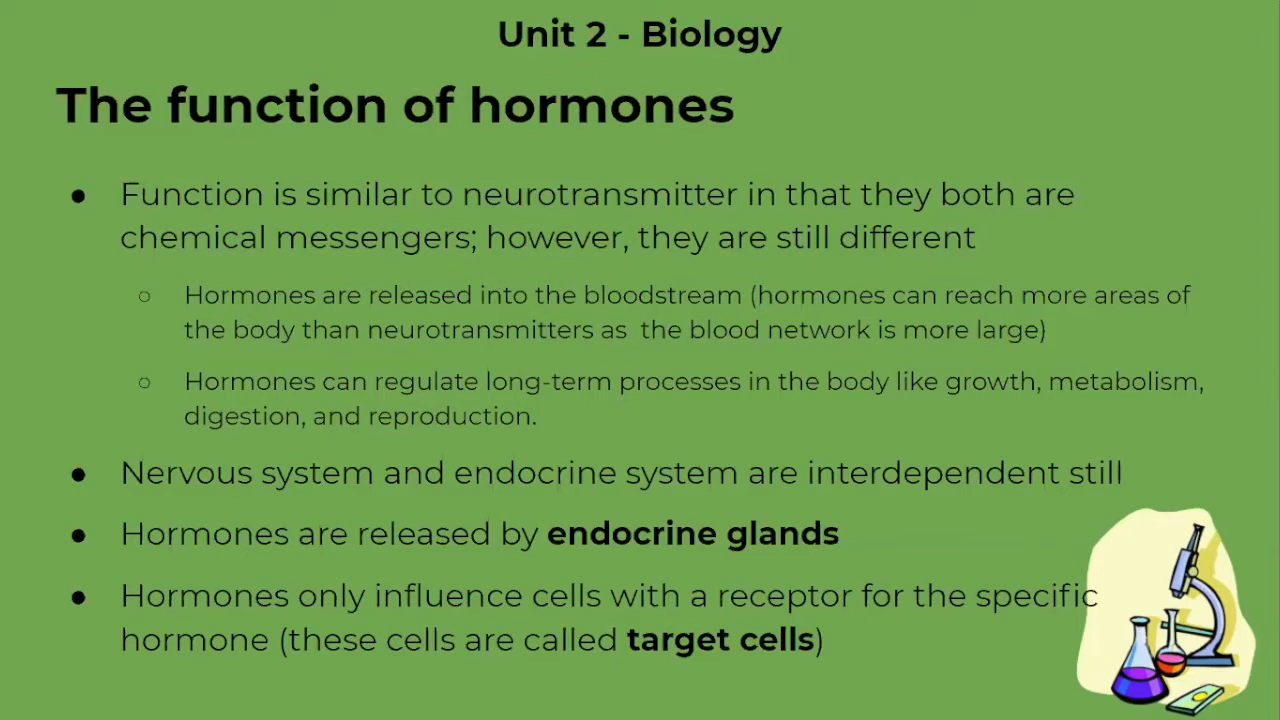 Unit 2 - Biology
The function of hormones
● Function is similar to neurotransmitter in that they both are
chemical messengers; however, they are still different
○ Hormones are released into the bloodstream (hormones can reach more areas of
the body than neurotransmitters as  the blood network is more large)
○ Hormones can regulate long-term processes in the body like growth, metabolism,
digestion, and reproduction.
● Nervous system and endocrine system are interdependent still
● Hormones are released by endocrine glands
● Hormones only influence cells with a receptor for the specific
hormone (these cells are called target cells)